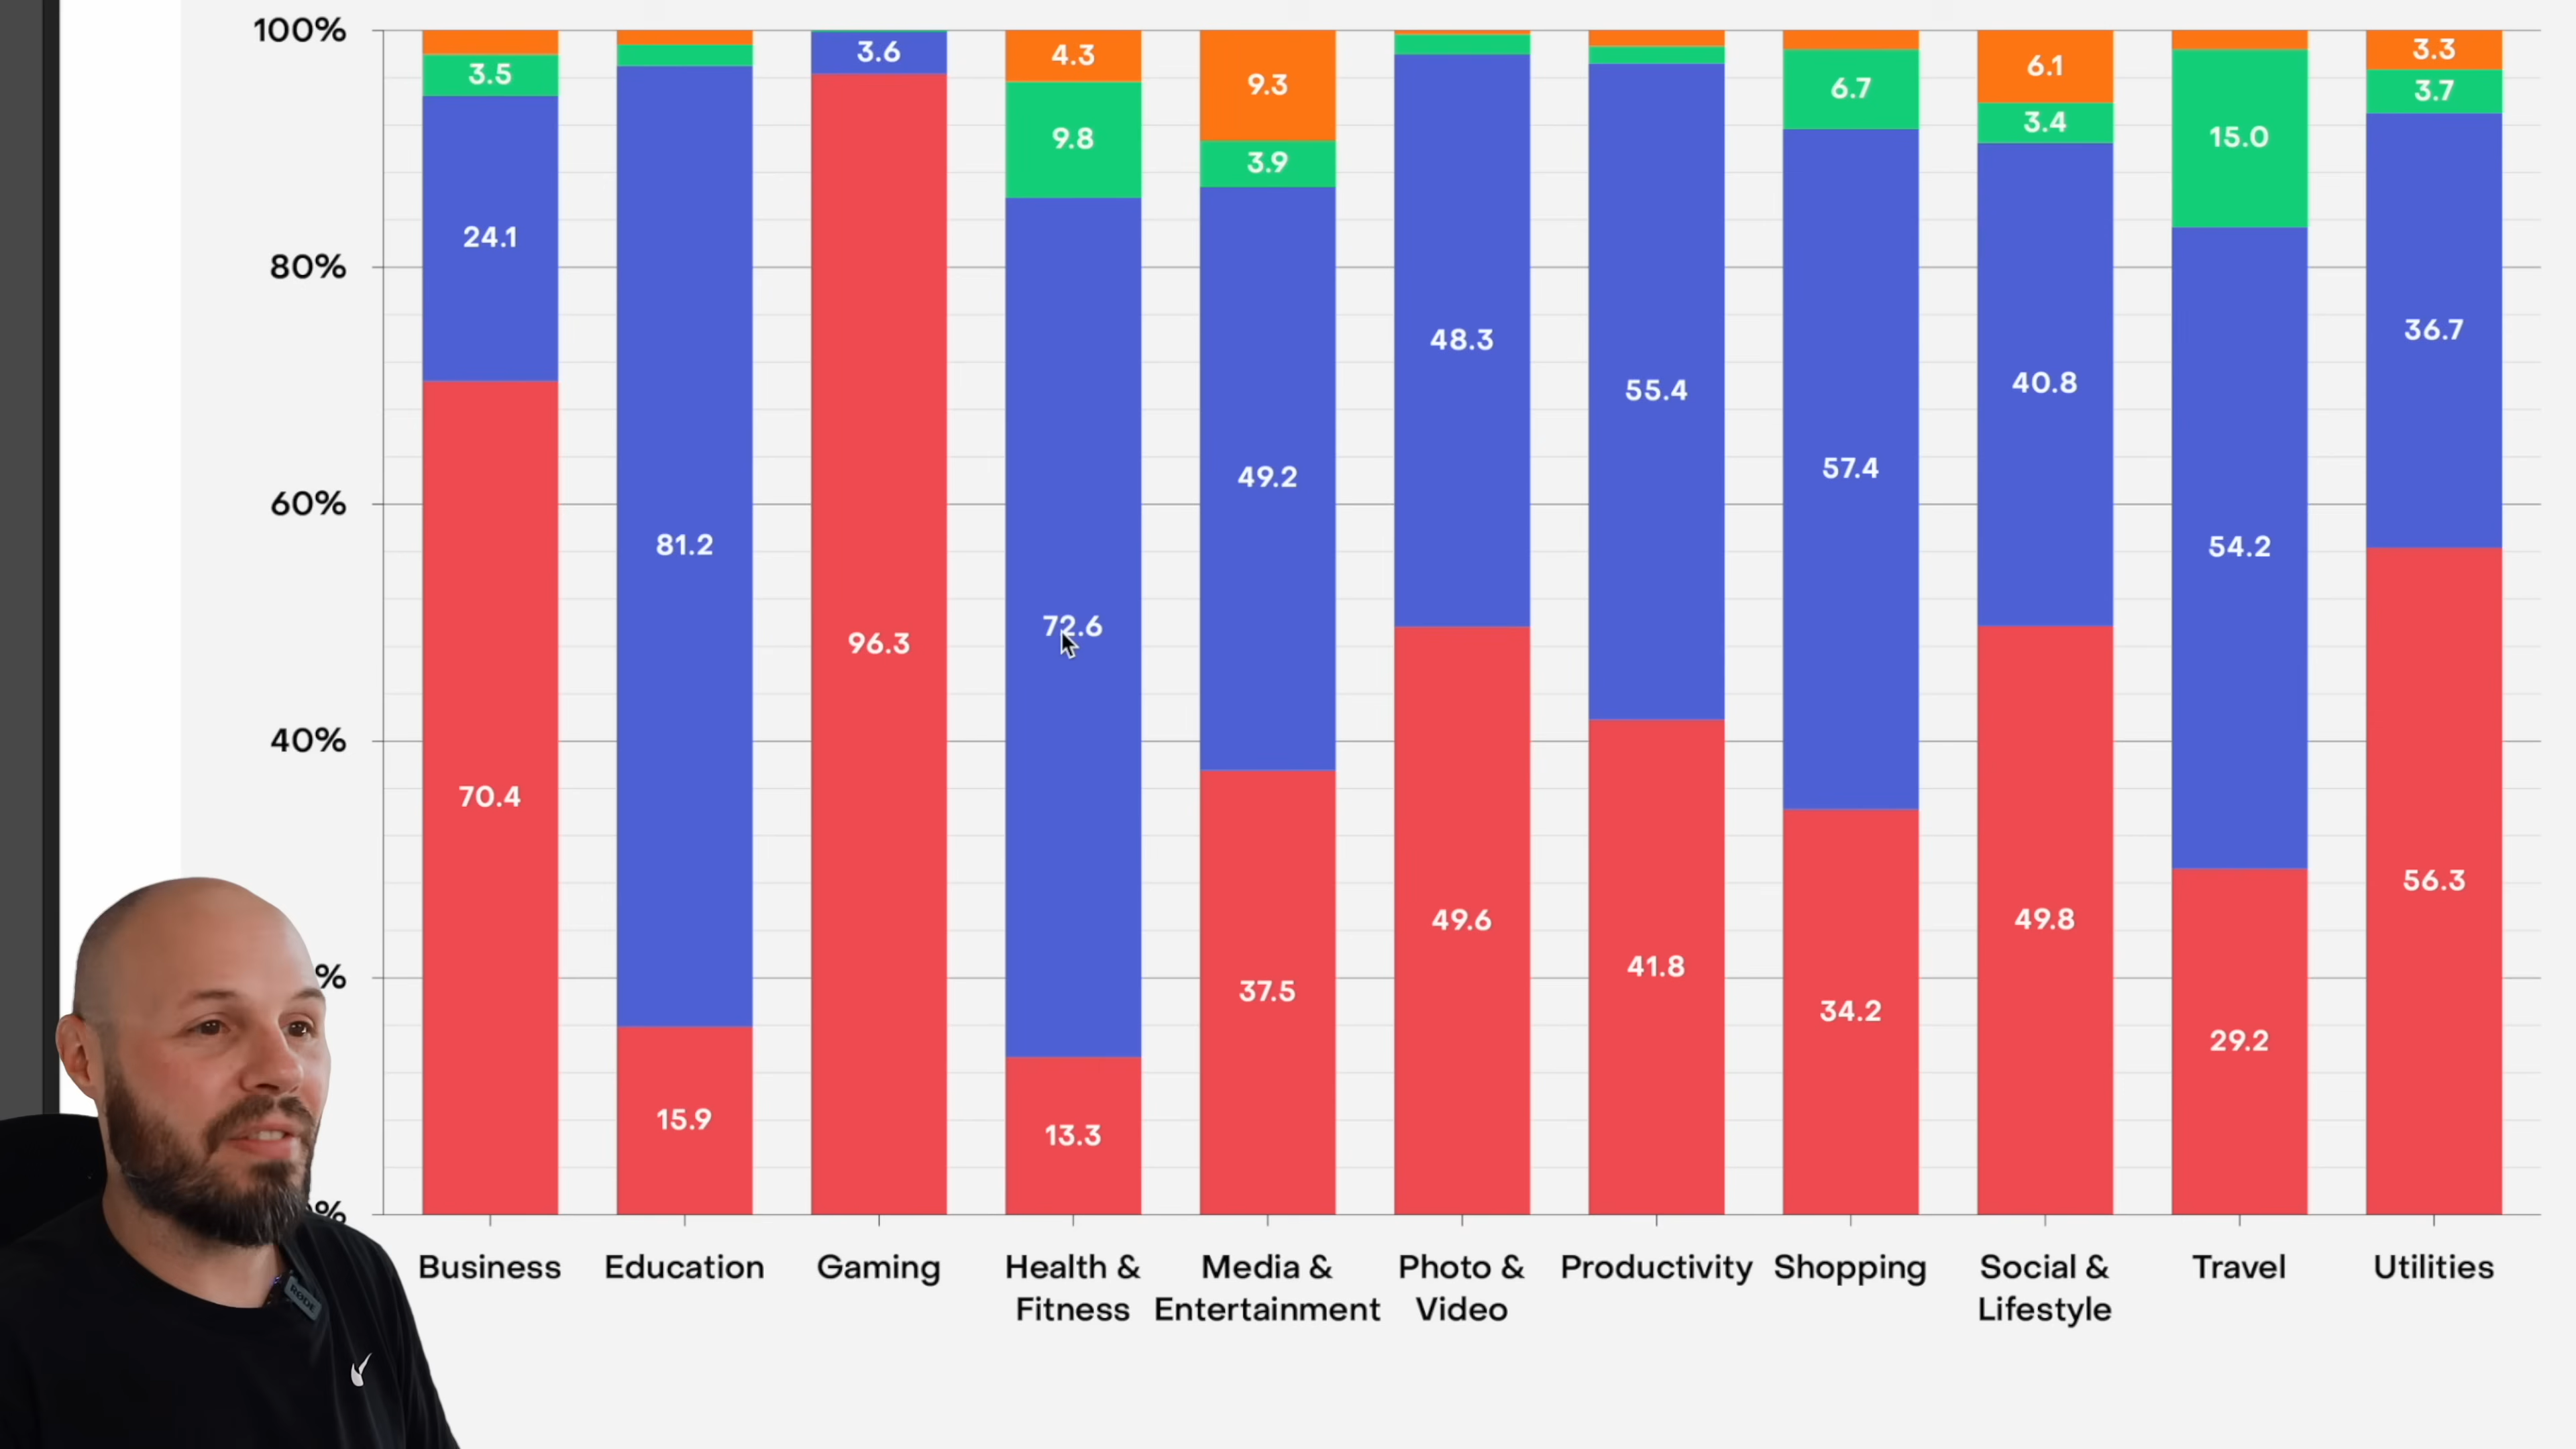 100%
80%
60%
40%
%
%
3.5
24.1
70.4
81.2
15.9
3.6
96.3
4.3
9.8
72.6
13.3
9.3
3.9
49.2
37.5
48.3
49.6
55.4
41.8
6.7
57.4
34.2
6.1
3.4
40.8
49.8
15.0
54.2
29.2
3.3
3.7
36.7
56.3
Business
Education
Gaming
Health &
Fitness
Media &
Entertainment
Photo &
Video
Productivity
Shopping
Social &
Lifestyle
Travel
Utilities
RØDE